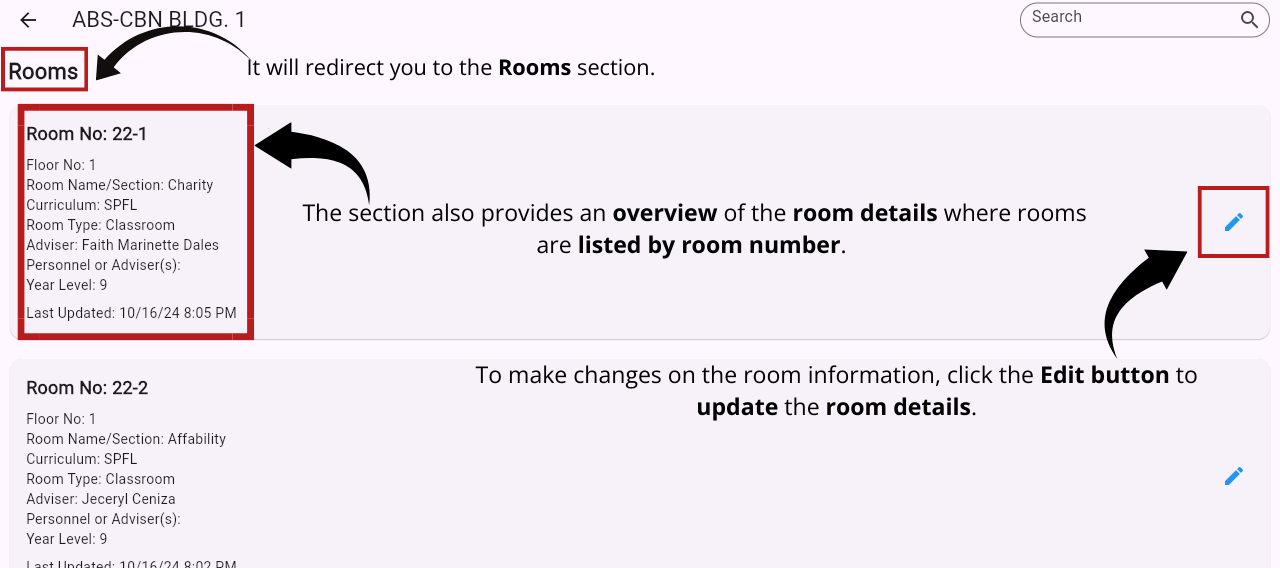 ABS-CBN BLDG. 1
Search
Rooms
It will redirect you to the Rooms section.
Room No: 22-1
Floor No: 1
Room Name/Section: Charity
Curriculum: SPFL
Room Type: Classroom
Adviser: Faith Marinette Dales
Personnel or Adviser(s):
Year Level: 9
Last Updated: 10/16/24 8:05 PM
The section also provides an overview of the room details where rooms
are listed by room number.
To make changes on the room information, click the Edit button to
update the room details.
Room No: 22-2
Floor No: 1
Room Name/Section: Affability
Curriculum: SPFL
Room Type: Classroom
Adviser: Jeceryl Ceniza
Personnel or Adviser(s):
Year Level: 9
Last Updated: 10/16/24 8:02 PM